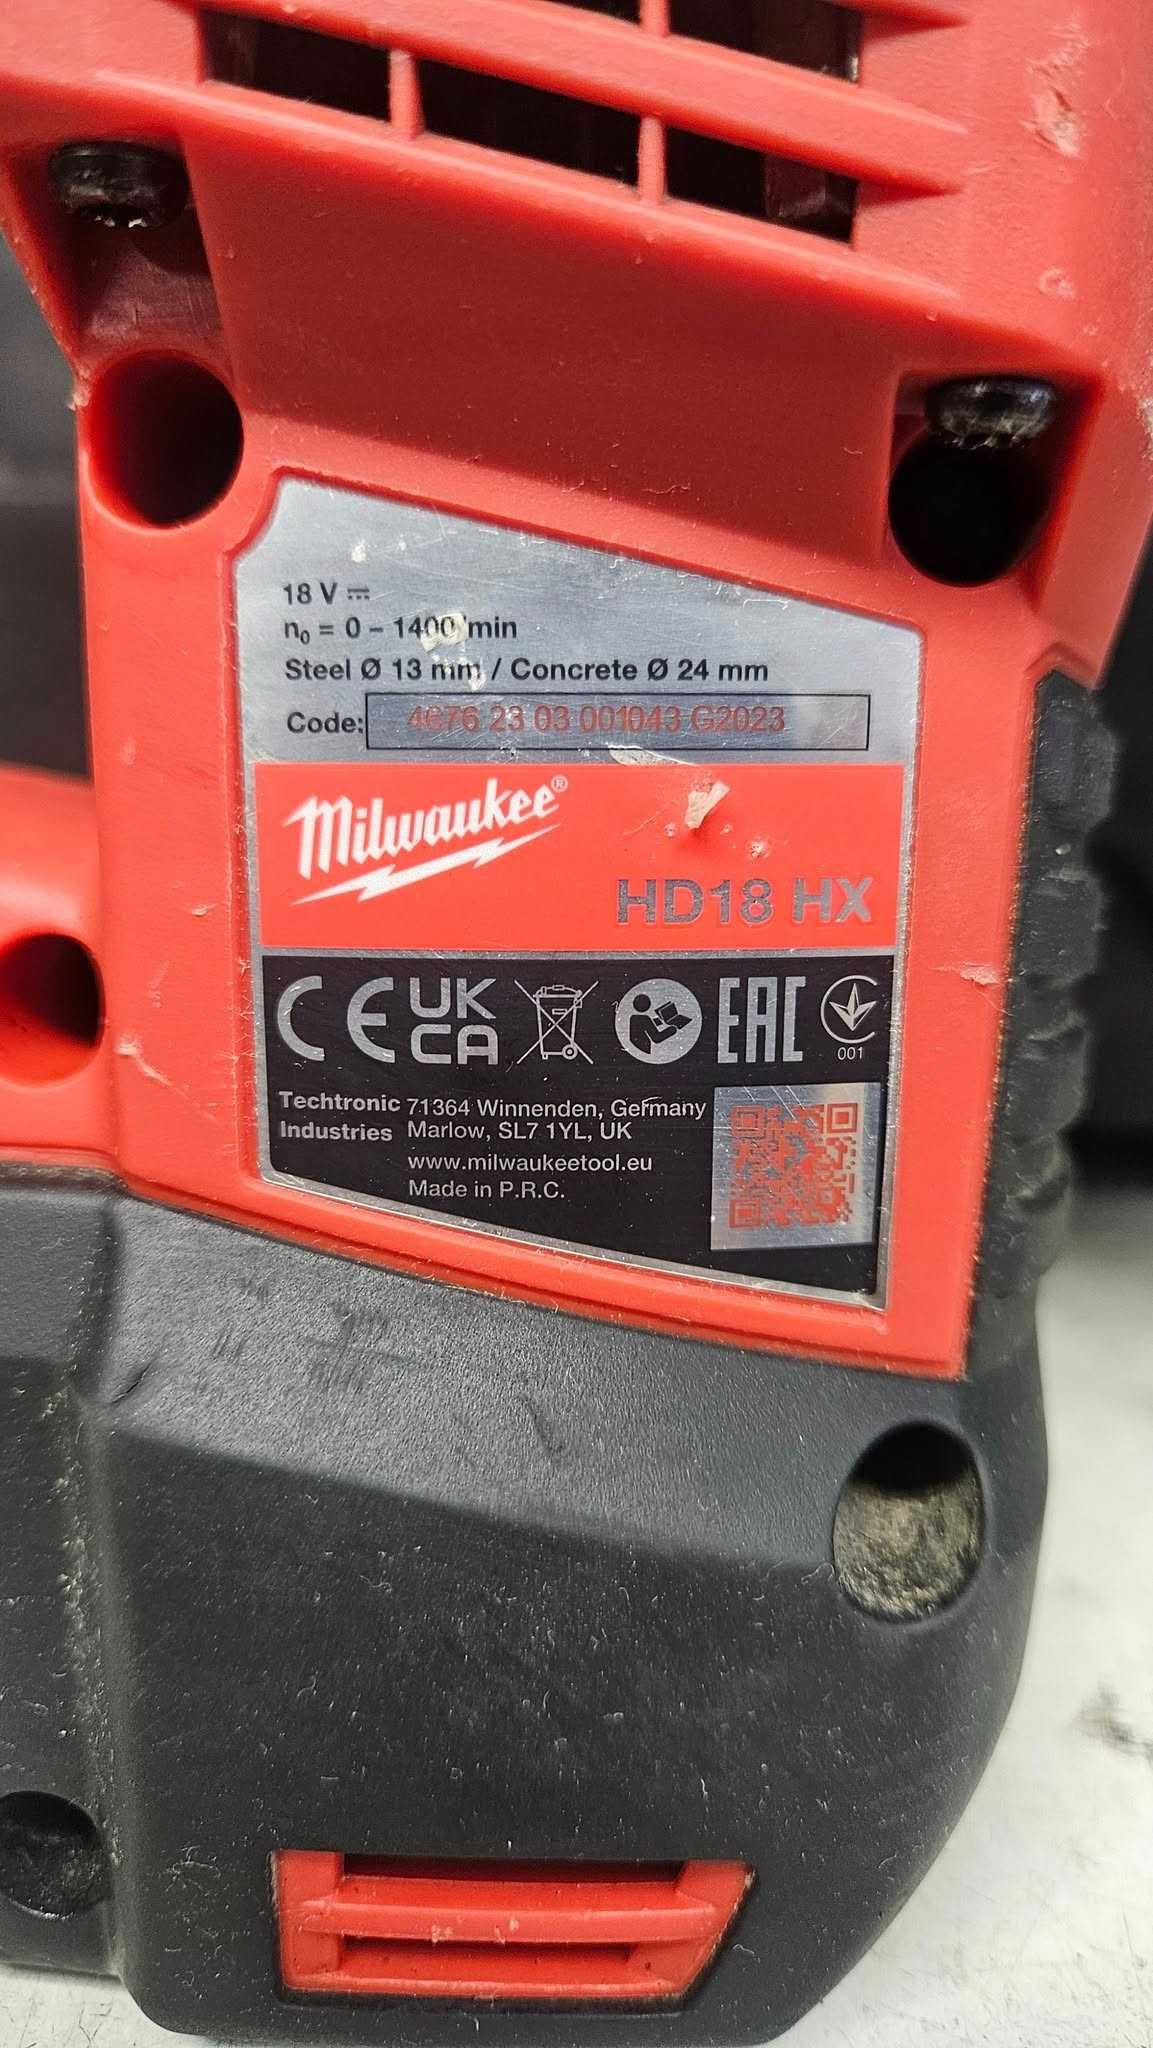 18 V
n₀ = 0 – 1400/min
Steel Ø 13 mm / Concrete Ø 24 mm
Code: 4676 23 03 001043 G2023
Milwaukee®
HD18 HX
CE UK CA EAC 001
Techtronic Industries
71364 Winnenden, Germany
Marlow, SL7 1YL, UK
www.milwaukeetool.eu
Made in P.R.C.